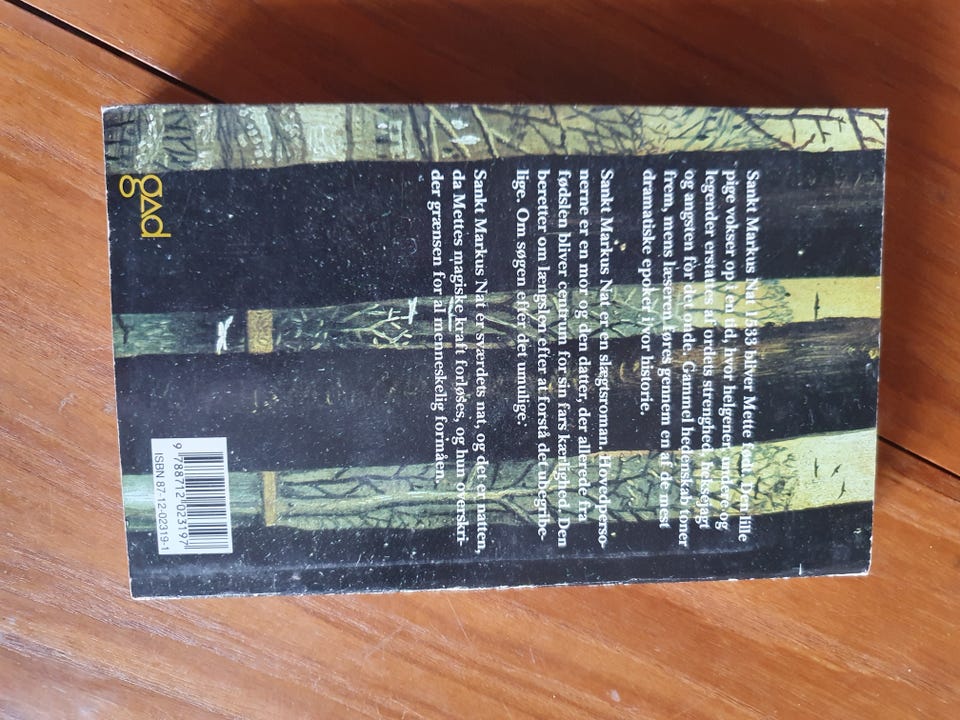 Sankt Markus Nat 1533 bliver Mette født. Den lille
pige vokser op i en tid, hvor helgener, undere og
legender erstattes af ordets strenghed, heksejagt
og angsten for det onde. Gammel hedenskab toner
frem, mens læseren føres gennem en af de mest
dramatiske epoker i vor historie.
Sankt Markus Nat er en slægtsroman. Hovedperso-
nerne er en mor og den datter, der allerede fra
fødslen bliver centrum for sin fars kærlighed. Den
beretter om længslen efter at forstå det ubegribe-
lige. Om søgen efter det umulige.
Sankt Markus Nat er sværdets nat, og det er natten,
da Mettes magiske kraft forløses, og hun overskri-
der grænsen for al menneskelig formåen.
gad
9 788712 023197
ISBN 87-12-02319-1